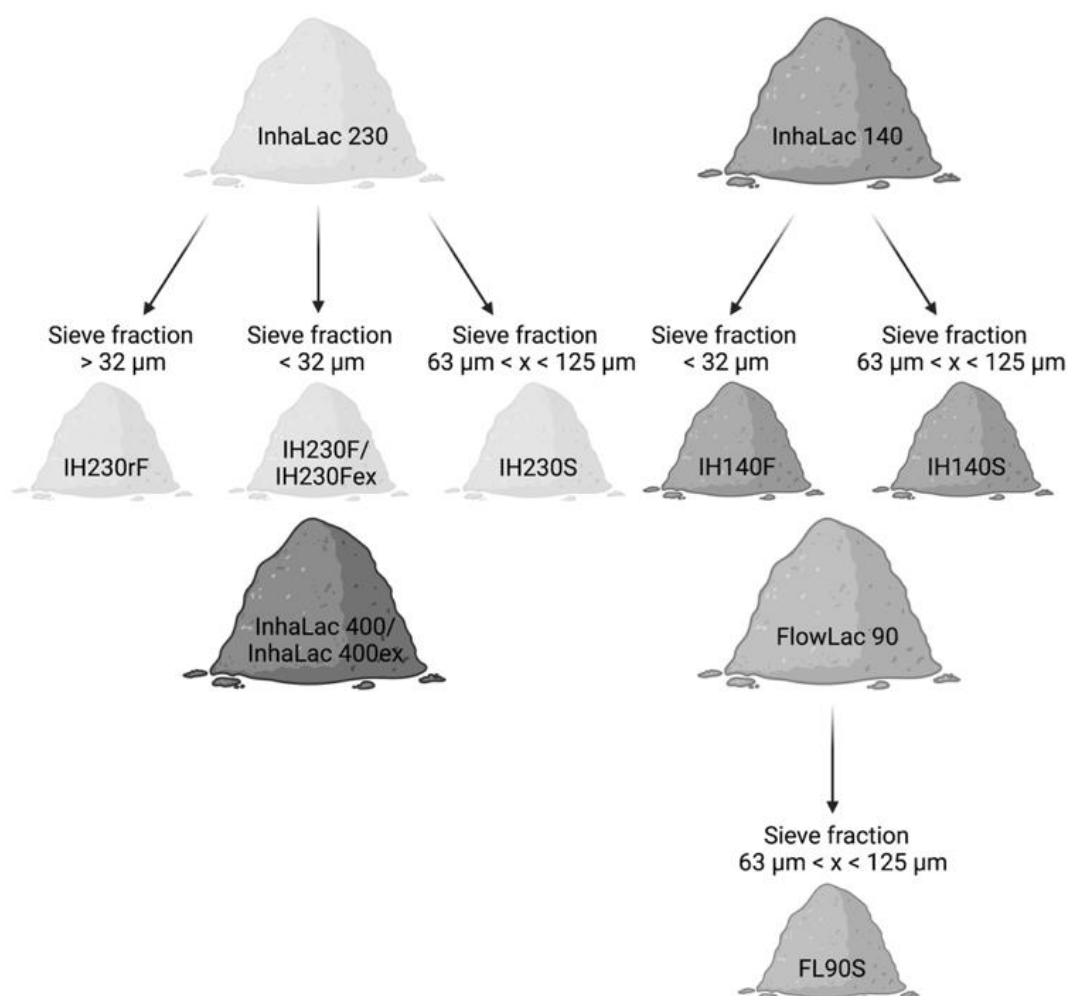 InhaLac 230
InhaLac 140
Sieve fraction
> 32 µm
Sieve fraction
< 32 µm
Sieve fraction
63 µm < x < 125 µm
Sieve fraction
< 32 µm
Sieve fraction
63 µm < x < 125 µm
IH230rF
IH230F/
IH230Fex
IH230S
IH140F
IH140S
InhaLac 400/
InhaLac 400ex
FlowLac 90
Sieve fraction
63 µm < x < 125 µm
FL90S